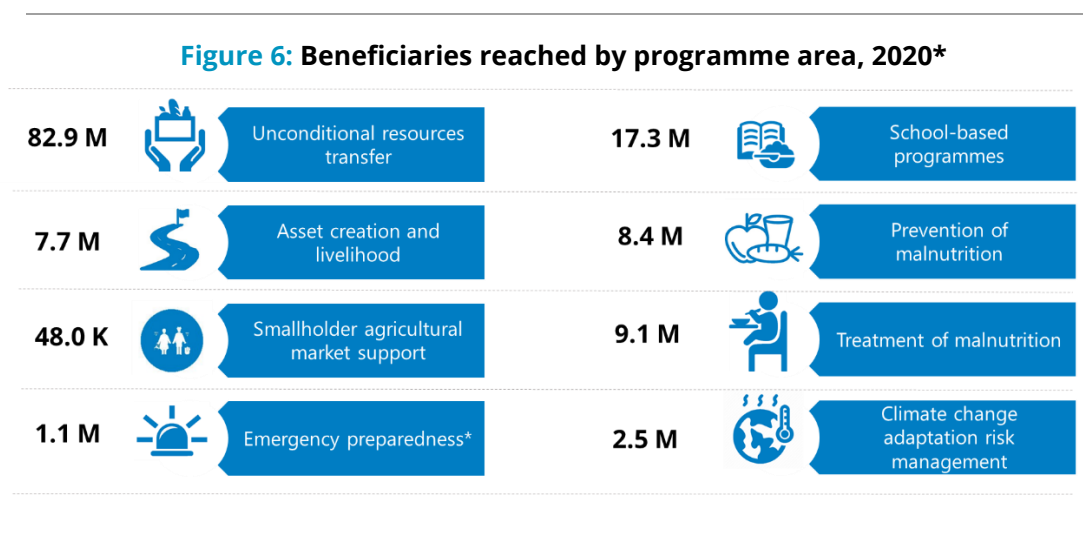 Figure 6: Beneficiaries reached by programme area, 2020*
82.9 M
Unconditional resources
transfer
17.3 M
School-based
programmes
7.7 M
Asset creation and
livelihood
8.4 M
Prevention of
malnutrition
48.0 K
Smallholder agricultural
market support
9.1 M
Treatment of malnutrition
1.1 M
Emergency preparedness*
2.5 M
Climate change
adaptation risk
management